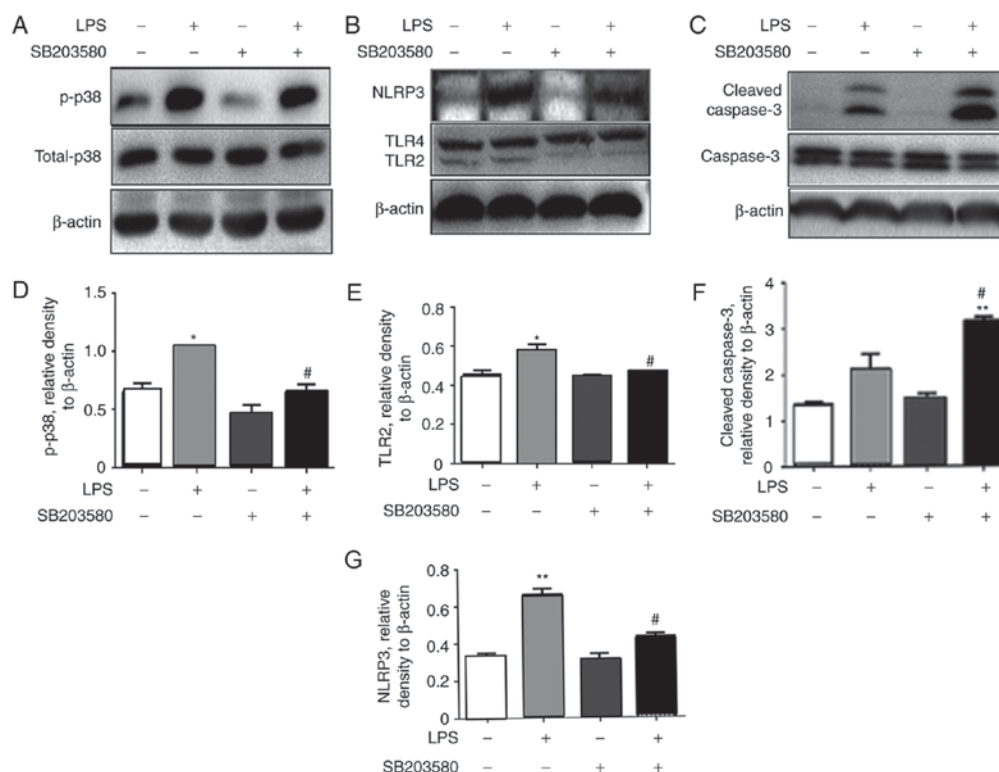 A
LPS – + – +
SB203580 – – + +
p-p38
Total-p38
β-actin
B
LPS – + – +
SB203580 – – + +
NLRP3
TLR4
TLR2
β-actin
C
LPS – + – +
SB203580 – – + +
Cleaved
caspase-3
Caspase-3
β-actin
D
p-p38, relative density
to β-actin
1.5
1.0
0.5
0
*
#
LPS – + – +
SB203580 – – + +
E
TLR2, relative density
to β-actin
0.8
0.6
0.4
0.2
0
*
#
LPS – + – +
SB203580 – – + +
F
Cleaved caspase-3,
relative density to β-actin
4
3
2
1
0
#
**
LPS – + – +
SB203580 – – + +
G
NLRP3, relative
density to β-actin
0.8
0.6
0.4
0.2
0
**
#
LPS – + – +
SB203580 – – + +